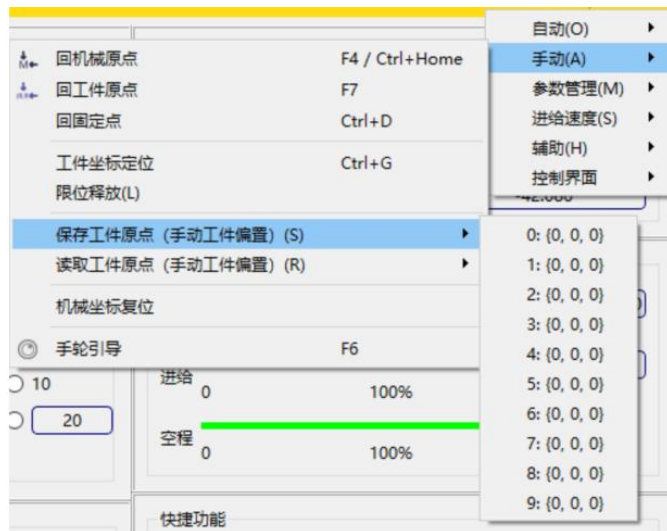 自动(O)
手动(A)
参数管理(M)
进给速度(S)
辅助(H)
控制界面
回机械原点 F4 / Ctrl+Home
回工件原点 F7
回固定点 Ctrl+D
工件坐标定位 Ctrl+G
限位释放(L)
保存工件原点（手动工件偏置）(S)
读取工件原点（手动工件偏置）(R)
机械坐标复位
手轮引导 F6
0: {0, 0, 0}
1: {0, 0, 0}
2: {0, 0, 0}
3: {0, 0, 0}
4: {0, 0, 0}
5: {0, 0, 0}
6: {0, 0, 0}
7: {0, 0, 0}
8: {0, 0, 0}
9: {0, 0, 0}
10
20
进给 0 100%
空程 0 100%
快捷功能